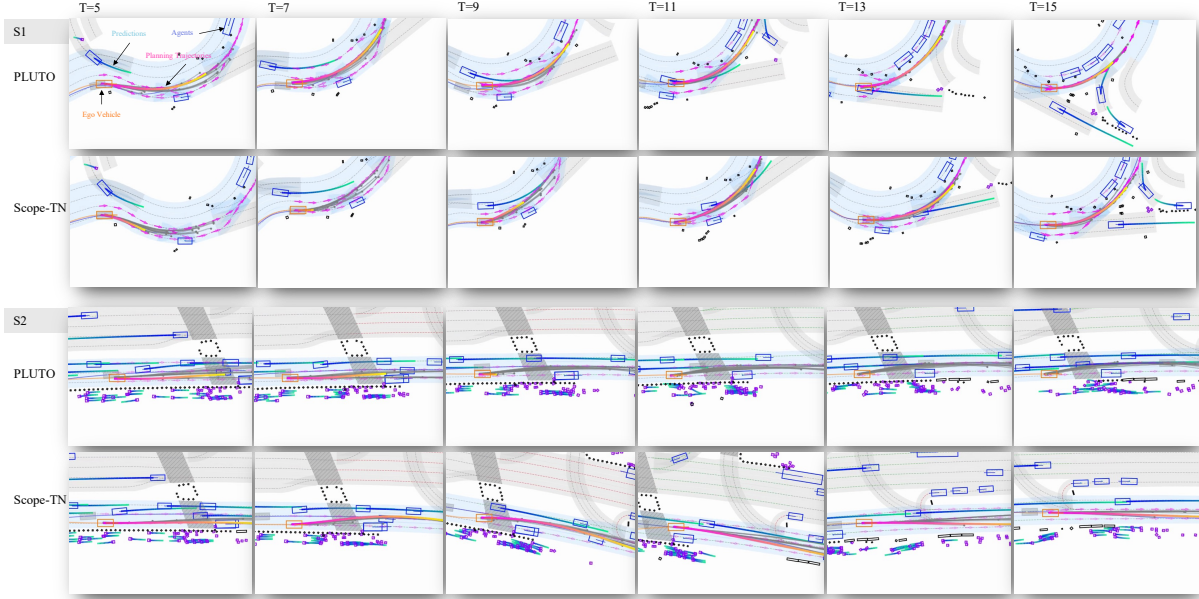 T=5 T=7 T=9 T=11 T=13 T=15
S1
Predictions Agents
PLUTO
Planning Trajectories
Ego Vehicle
Scope-TN
S2
PLUTO
Scope-TN